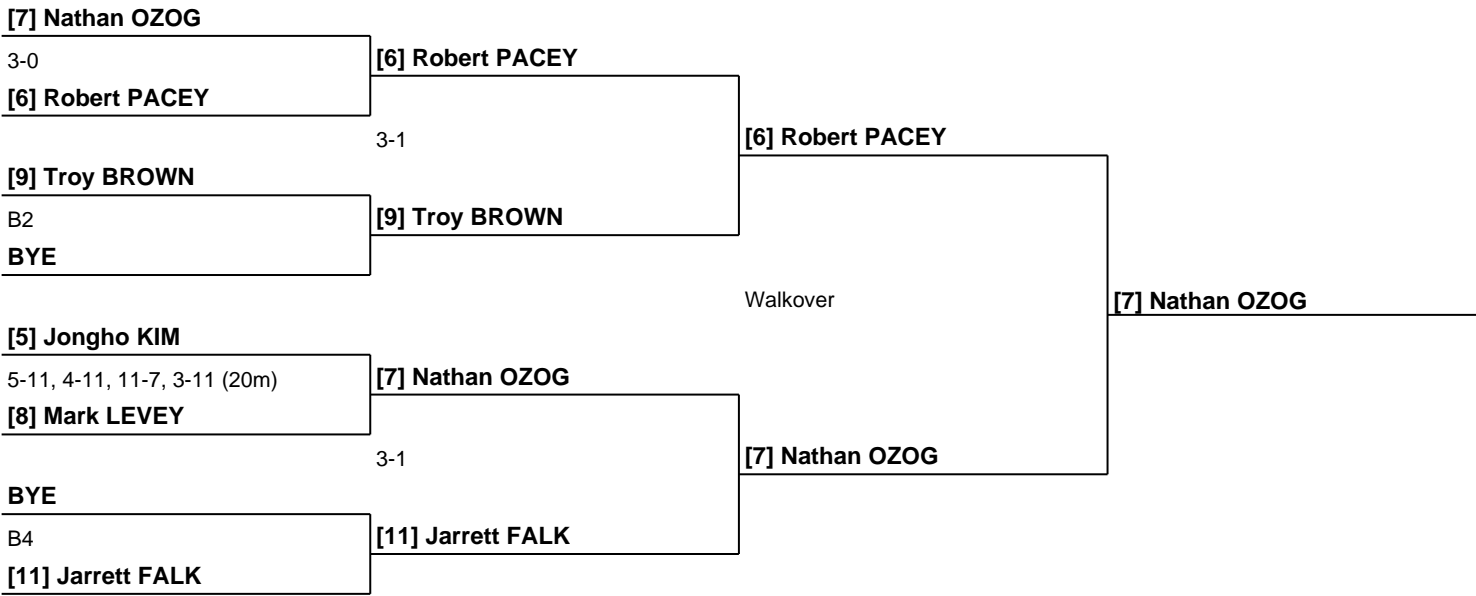 [7] Nathan OZOG
3-0
[6] Robert PACEY
[9] Troy BROWN
B2
BYE
[5] Jongho KIM
5-11, 4-11, 11-7, 3-11 (20m)
[8] Mark LEVEY
BYE
B4
[11] Jarrett FALK
[6] Robert PACEY
3-1
[9] Troy BROWN
[7] Nathan OZOG
3-1
[11] Jarrett FALK
[6] Robert PACEY
Walkover
[7] Nathan OZOG
[7] Nathan OZOG